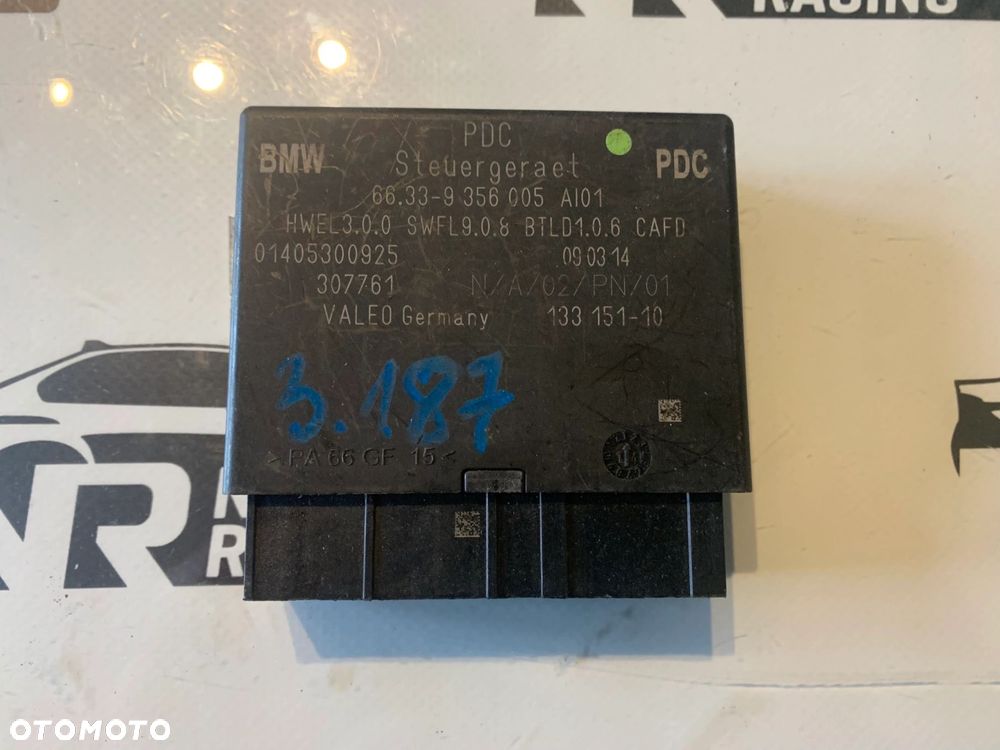 RACING
PDC
BMW Steuergeraet PDC
66.33-9 356 005 AI01
HWEL3.0.0 SWFL9.0.8 BTLD1.0.6 CAFD
01405300925 09.03.14
307761 N/A/02/PN/01
VALEO Germany 133 151-10
3.187
>PA 66 GF 15<
OTOMOTO